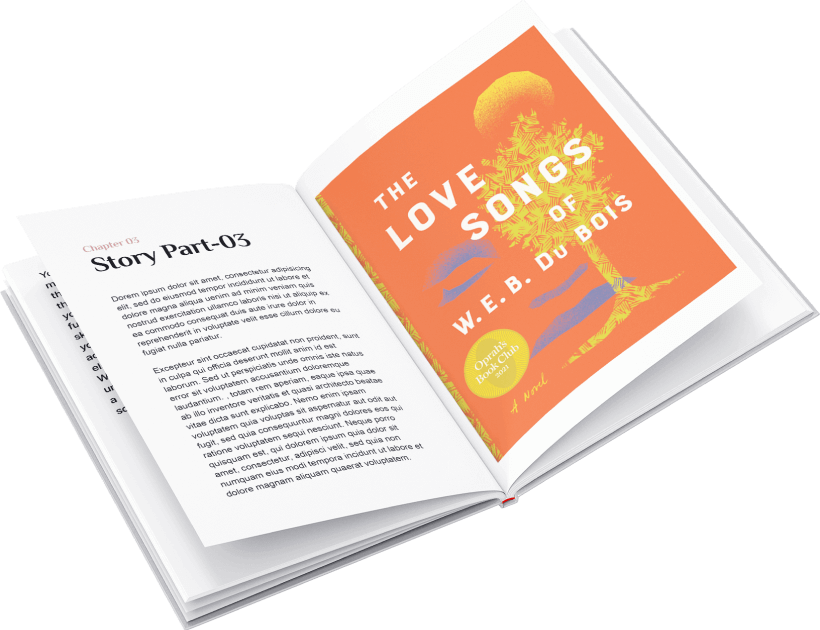 Chapter 03
Story Part-03
Dorem ipsum dolor sit amet, consectetur adipisicing
elit, sed do eiusmod tempor incididunt ut labore et
dolore magna aliqua uenim ad minim veniam quis
nostrud exercitation ulamco laboris nisi ut aliquip ex
ea commodo consequat duis aute irure dolor in
reprehenderit in voluptate velit esse cillum dolore eu
fugiat nulla pariatur.
Excepteur sint occaecat cupidatat non proident, sunt
in culpa qui officia deserunt mollit anim id est
laborum. Sed ut perspiciatis unde omnis iste natus
error sit voluptatem accusantium doloremque
laudantium, , totam rem aperiam, eaque ipsa quae
ab illo inventore veritatis et quasi architecto beatae
vitae dicta sunt explicabo. Nemo enim ipsam
voluptatem quia voluptas sit aspernatur aut odit aut
fugit, sed quia consequuntur magni dolores eos qui
ratione voluptatem sequi nesciunt. Neque porro
quisquam est, qui dolorem ipsum quia dolor sit
amet, consectetur, adipisci velit, sed quia non
numquam eius modi tempora incidunt ut labore et
dolore magnam aliquam quaerat voluptatem.
THE
LOVE
SONGS
OF
W. E. B. DU BOIS
Oprah's
Book Club
2021
A Novel